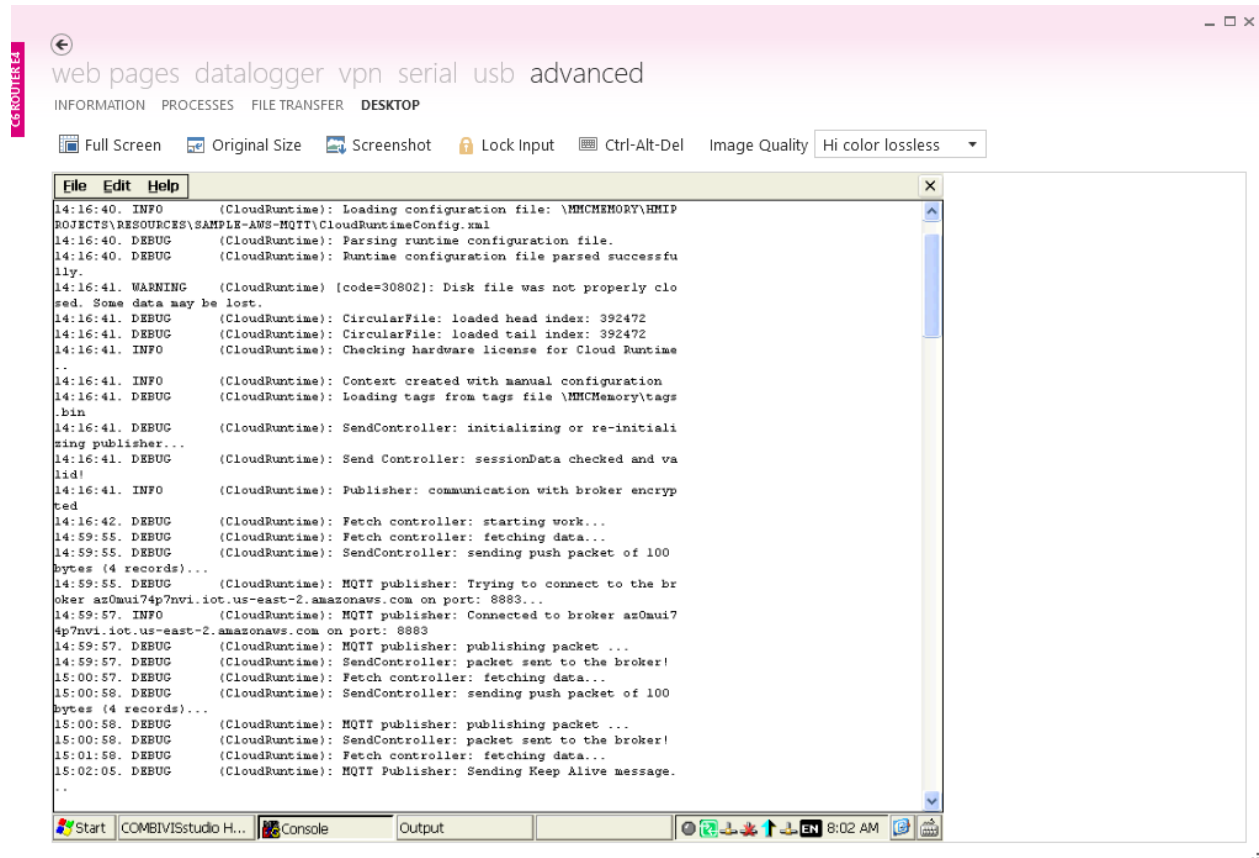 C6 ROUTER E4
web pages datalogger vpn serial usb advanced
INFORMATION PROCESSES FILE TRANSFER DESKTOP
Full Screen Original Size Screenshot Lock Input Ctrl-Alt-Del Image Quality Hi color lossless
File Edit Help
14:16:40. INFO (CloudRuntime): Loading configuration file: \MMCMEMORY\HMIP
ROJECTS\RESOURCES\SAMPLE-AWS-MQTT\CloudRuntimeConfig.xml
14:16:40. DEBUG (CloudRuntime): Parsing runtime configuration file.
14:16:40. DEBUG (CloudRuntime): Runtime configuration file parsed successfu
lly.
14:16:41. WARNING (CloudRuntime) [code=30802]: Disk file was not properly clo
sed. Some data may be lost.
14:16:41. DEBUG (CloudRuntime): CircularFile: loaded head index: 392472
14:16:41. DEBUG (CloudRuntime): CircularFile: loaded tail index: 392472
14:16:41. INFO (CloudRuntime): Checking hardware license for Cloud Runtime
..
14:16:41. INFO (CloudRuntime): Context created with manual configuration
14:16:41. DEBUG (CloudRuntime): Loading tags from tags file \MMCMemory\tags
.bin
14:16:41. DEBUG (CloudRuntime): SendController: initializing or re-initiali
zing publisher...
14:16:41. DEBUG (CloudRuntime): Send Controller: sessionData checked and va
lid!
14:16:41. INFO (CloudRuntime): Publisher: communication with broker encryp
ted
14:16:42. DEBUG (CloudRuntime): Fetch controller: starting work...
14:59:55. DEBUG (CloudRuntime): Fetch controller: fetching data...
14:59:55. DEBUG (CloudRuntime): SendController: sending push packet of 100
bytes (4 records)...
14:59:55. DEBUG (CloudRuntime): MQTT publisher: Trying to connect to the br
oker az0mui74p7nvi.iot.us-east-2.amazonaws.com on port: 8883...
14:59:57. INFO (CloudRuntime): MQTT publisher: Connected to broker az0mui7
4p7nvi.iot.us-east-2.amazonaws.com on port: 8883
14:59:57. DEBUG (CloudRuntime): MQTT publisher: publishing packet ...
14:59:57. DEBUG (CloudRuntime): SendController: packet sent to the broker!
15:00:57. DEBUG (CloudRuntime): Fetch controller: fetching data...
15:00:58. DEBUG (CloudRuntime): SendController: sending push packet of 100
bytes (4 records)...
15:00:58. DEBUG (CloudRuntime): MQTT publisher: publishing packet ...
15:00:58. DEBUG (CloudRuntime): SendController: packet sent to the broker!
15:01:58. DEBUG (CloudRuntime): Fetch controller: fetching data...
15:02:05. DEBUG (CloudRuntime): MQTT Publisher: Sending Keep Alive message.
..
Start COMBIVISstudio H... Console Output EN 8:02 AM